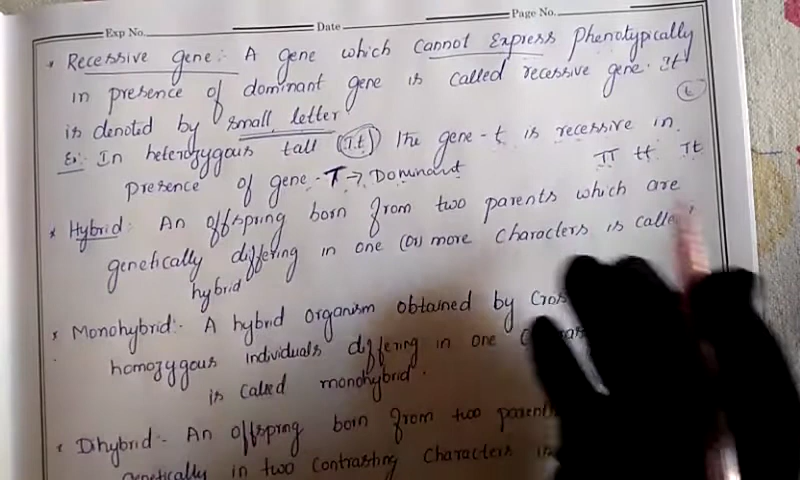 Exp No. Date Page No.
* Recessive gene:- A gene which cannot Express phenotypically
in presence of dominant gene is called recessive gene. It
is denoted by small letter. t
Ex: In heterozygous tall (T.t) The gene - t is recessive in
presence of gene - T → Dominant TT tt Tt
* Hybrid: An offspring born from two parents which are
genetically differing in one (or) more characters is called
hybrid
* Monohybrid:- A hybrid organism obtained by
homozygous individuals differing in one
is called monohybrid.
* Dihybrid:- An offspring born from two
genetically in two contrasting characters